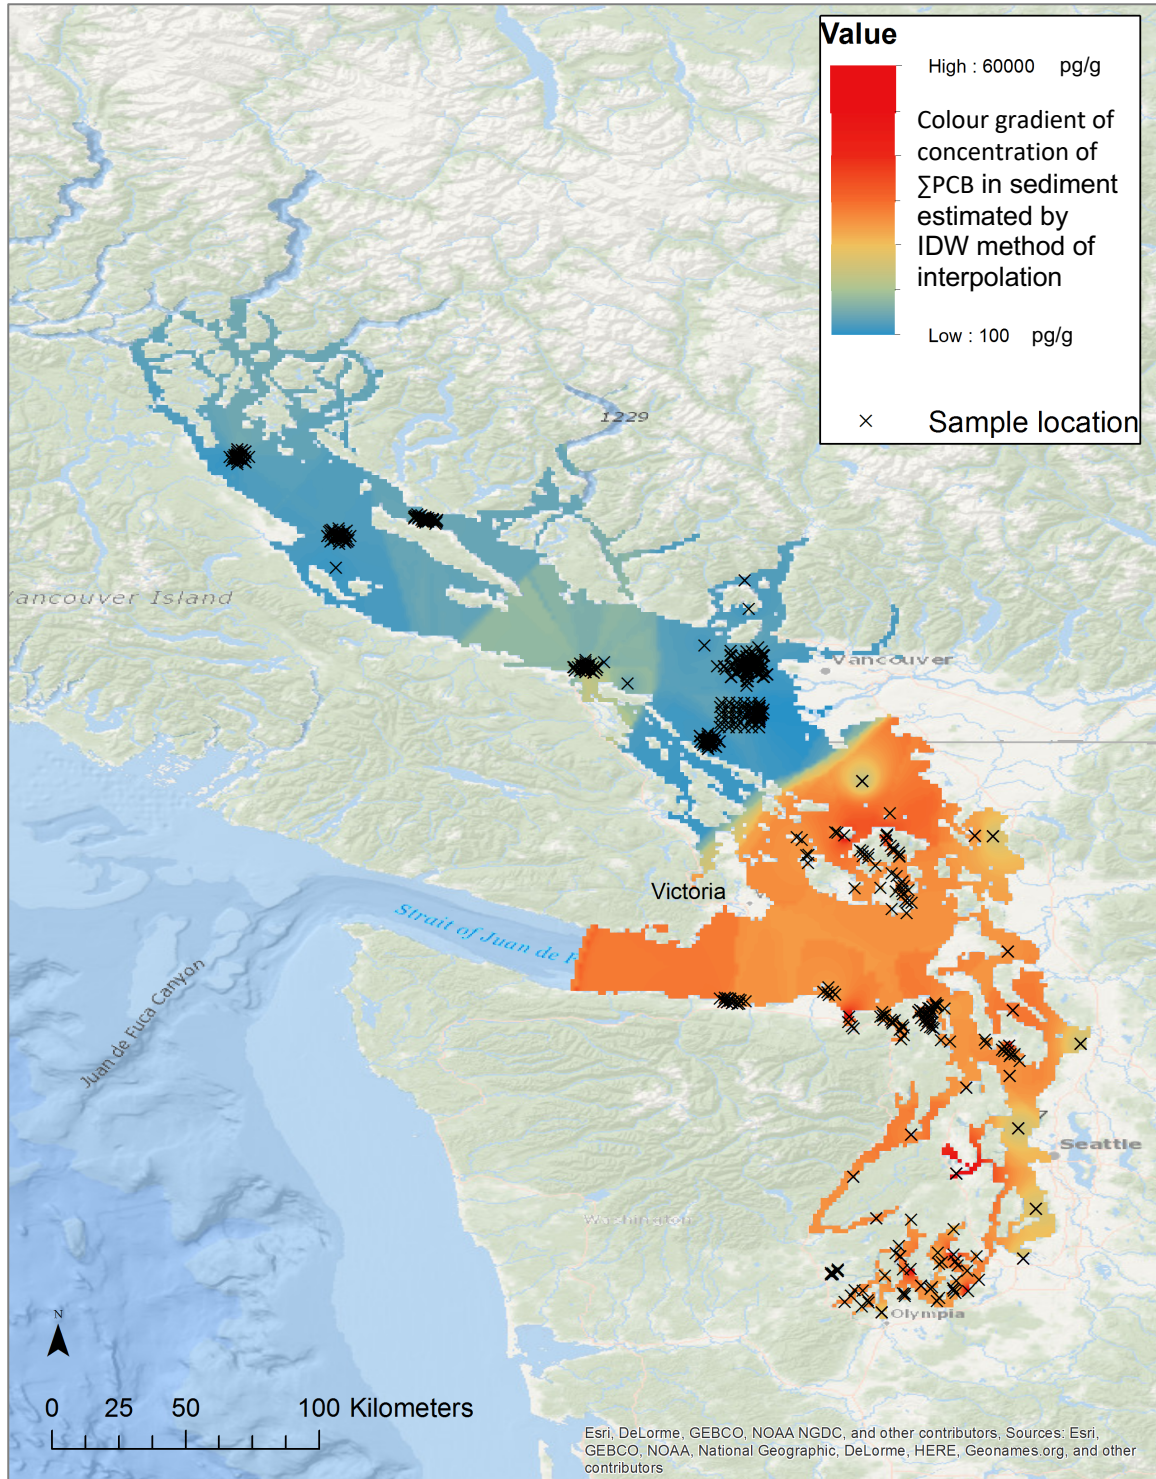 Value
High : 60000 pg/g
Colour gradient of
concentration of
∑PCB in sediment
estimated by
IDW method of
interpolation
Low : 100 pg/g
Sample location
1229
Vancouver Island
Vancouver
Victoria
Strait of Juan de F
Juan de Fuca Canyon
7
Seattle
Washington
Olympia
N
0 25 50 100 Kilometers
Esri, DeLorme, GEBCO, NOAA NGDC, and other contributors, Sources: Esri,
GEBCO, NOAA, National Geographic, DeLorme, HERE, Geonames.org, and other
contributors